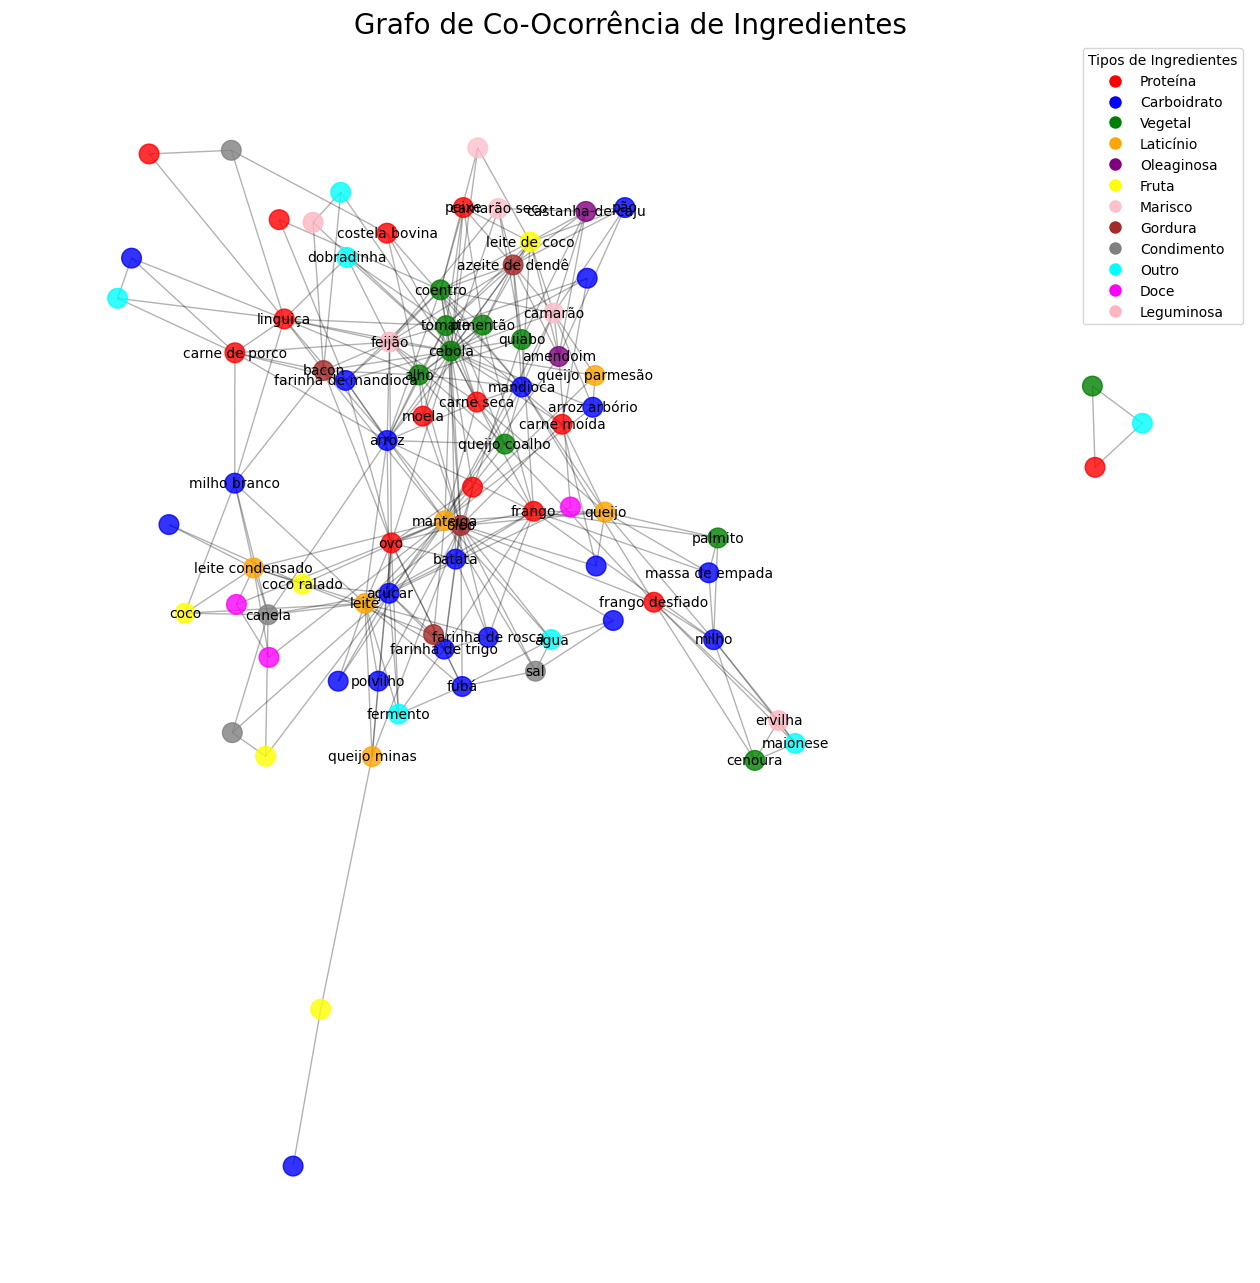 Grafo de Co-Ocorrência de Ingredientes
Tipos de Ingredientes
Proteína
Carboidrato
Vegetal
Laticínio
Oleaginosa
Fruta
Marisco
Gordura
Condimento
Outro
Doce
Leguminosa
peixe
camarão seco
castanha-de-caju
pão
costela bovina
leite de coco
dobradinha
azeite de dendê
coentro
camarão
linguiça
tomate
pimentão
feijão
quiabo
carne de porco
cebola
amendoim
bacon
farinha de mandioca
alho
queijo parmesão
mandioca
carne seca
arroz arbório
moela
carne moída
arroz
queijo coalho
milho branco
manteiga
óleo
frango
queijo
palmito
ovo
batata
leite condensado
massa de empada
coco ralado
açúcar
coco
canela
leite
frango desfiado
farinha de rosca
água
milho
farinha de trigo
sal
polvilho
fubá
fermento
ervilha
maionese
queijo minas
cenoura